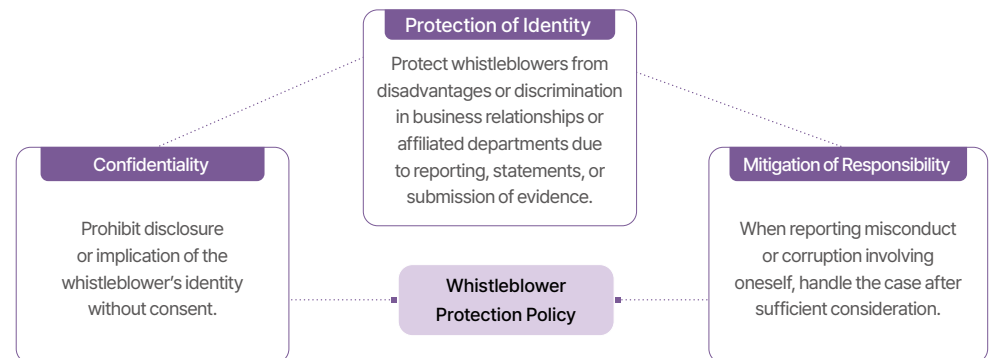 Protection of Identity
Protect whistleblowers from
disadvantages or discrimination
in business relationships or
affiliated departments due
to reporting, statements, or
submission of evidence.
Confidentiality
Prohibit disclosure
or implication of the
whistleblower’s identity
without consent.
Mitigation of Responsibility
When reporting misconduct
or corruption involving
oneself, handle the case after
sufficient consideration.
Whistleblower
Protection Policy